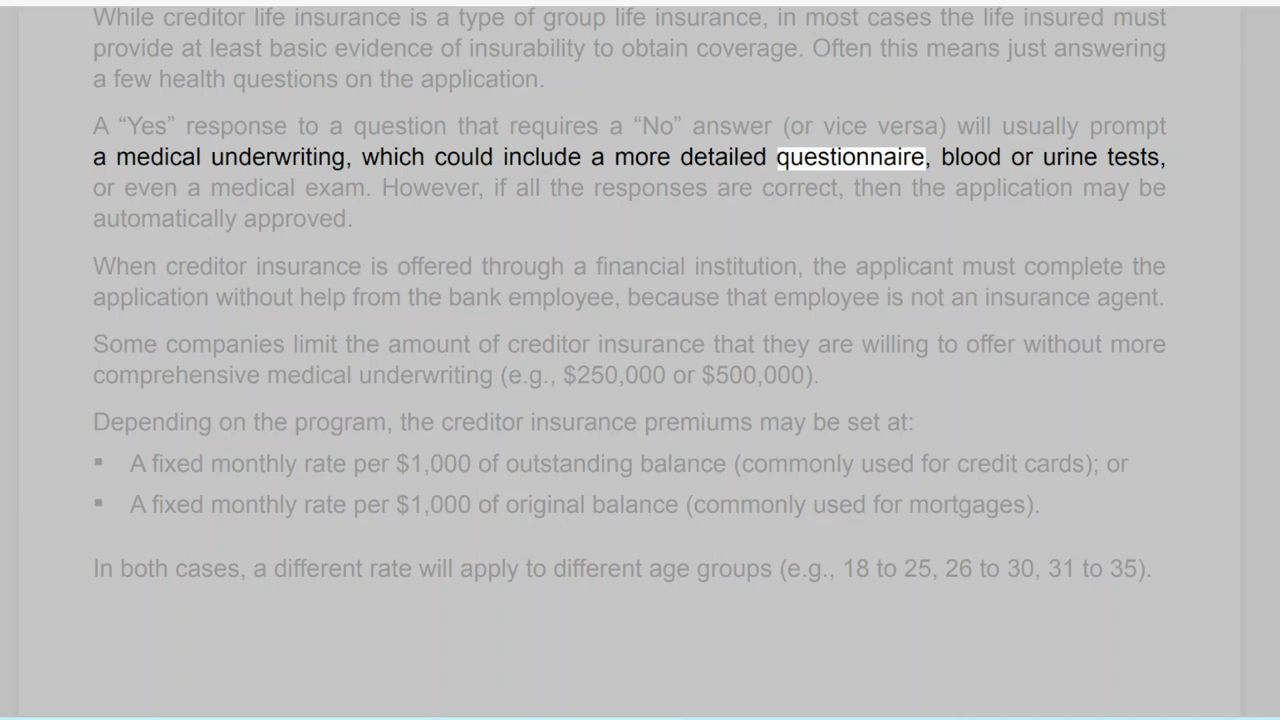 While creditor life insurance is a type of group life insurance, in most cases the life insured must
provide at least basic evidence of insurability to obtain coverage. Often this means just answering
a few health questions on the application.
A “Yes” response to a question that requires a “No” answer (or vice versa) will usually prompt
a medical underwriting, which could include a more detailed questionnaire, blood or urine tests,
or even a medical exam. However, if all the responses are correct, then the application may be
automatically approved.
When creditor insurance is offered through a financial institution, the applicant must complete the
application without help from the bank employee, because that employee is not an insurance agent.
Some companies limit the amount of creditor insurance that they are willing to offer without more
comprehensive medical underwriting (e.g., $250,000 or $500,000).
Depending on the program, the creditor insurance premiums may be set at:
▪ A fixed monthly rate per $1,000 of outstanding balance (commonly used for credit cards); or
▪ A fixed monthly rate per $1,000 of original balance (commonly used for mortgages).
In both cases, a different rate will apply to different age groups (e.g., 18 to 25, 26 to 30, 31 to 35).